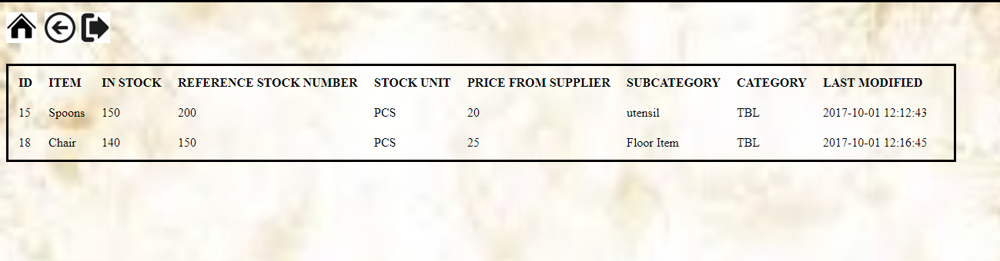 ID ITEM IN STOCK REFERENCE STOCK NUMBER STOCK UNIT PRICE FROM SUPPLIER SUBCATEGORY CATEGORY LAST MODIFIED
15 Spoons 150 200 PCS 20 utensil TBL 2017-10-01 12:12:43
18 Chair 140 150 PCS 25 Floor Item TBL 2017-10-01 12:16:45